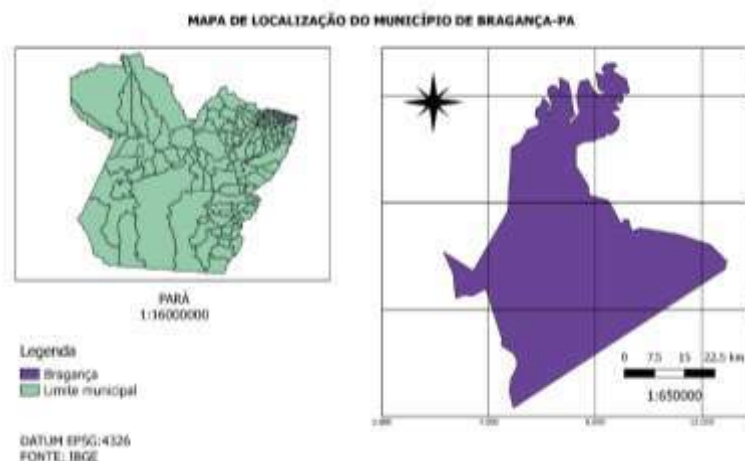 MAPA DE LOCALIZAÇÃO DO MUNICÍPIO DE BRAGANÇA-PA
PARÁ
1:16000000
Legenda
Bragança
Limite municipal
DATUM EPSG:4326
FONTE: IBGE
0 7.5 15 22.5 km
1:650000